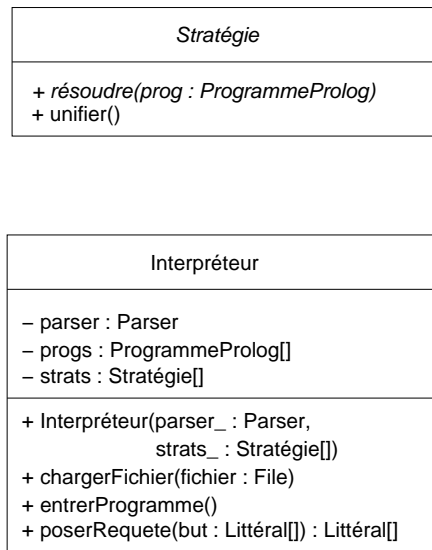 Stratégie
+ résoudre(prog : ProgrammeProlog)
+ unifier()
Interpréteur
− parser : Parser
− progs : ProgrammeProlog[]
− strats : Stratégie[]
+ Interpréteur(parser_ : Parser,
strats_ : Stratégie[])
+ chargerFichier(fichier : File)
+ entrerProgramme()
+ poserRequete(but : Littéral[]) : Littéral[]